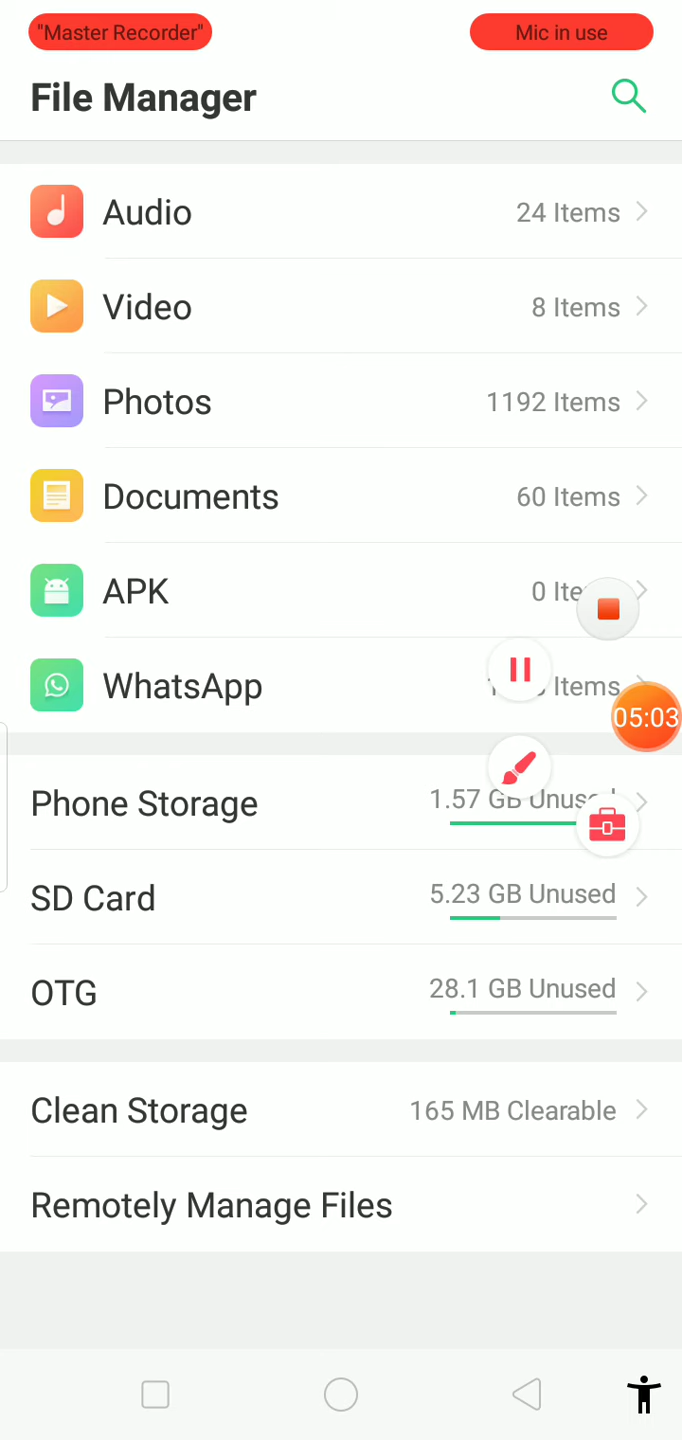 "Master Recorder" Mic in use
File Manager
Audio 24 Items
Video 8 Items
Photos 1192 Items
Documents 60 Items
APK 0
WhatsApp Items
05:03
Phone Storage 1.57 GB Unused
SD Card 5.23 GB Unused
OTG 28.1 GB Unused
Clean Storage 165 MB Clearable
Remotely Manage Files